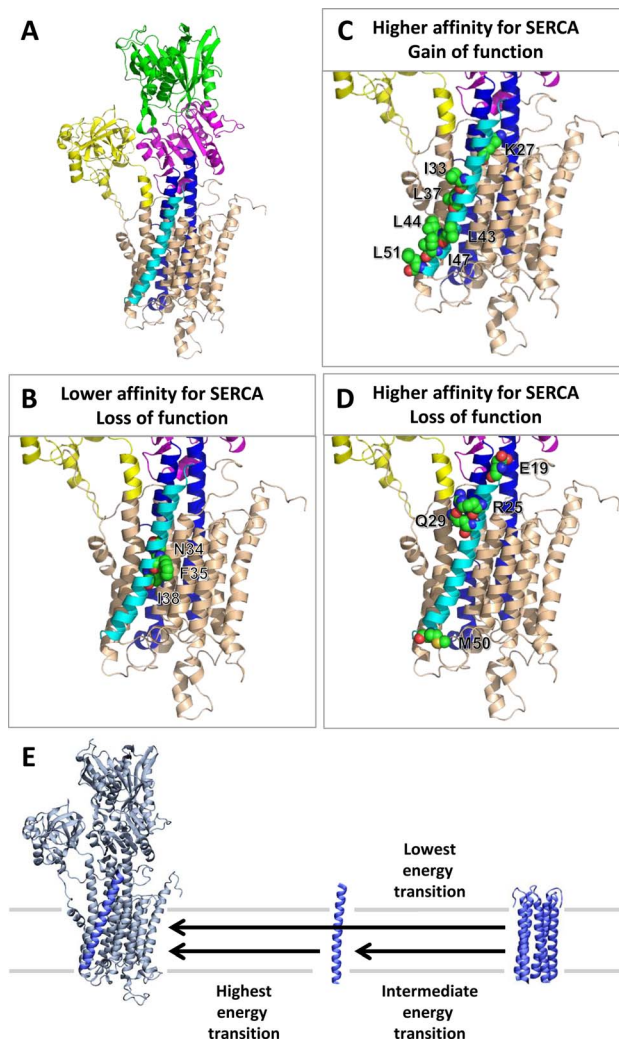 A
C
Higher affinity for SERCA
Gain of function
K27
I33
L37
L44
L43
L51
I47
B
Lower affinity for SERCA
Loss of function
N34
F35
I38
D
Higher affinity for SERCA
Loss of function
E19
R25
Q29
M50
E
Lowest
energy
transition
Highest
energy
transition
Intermediate
energy
transition